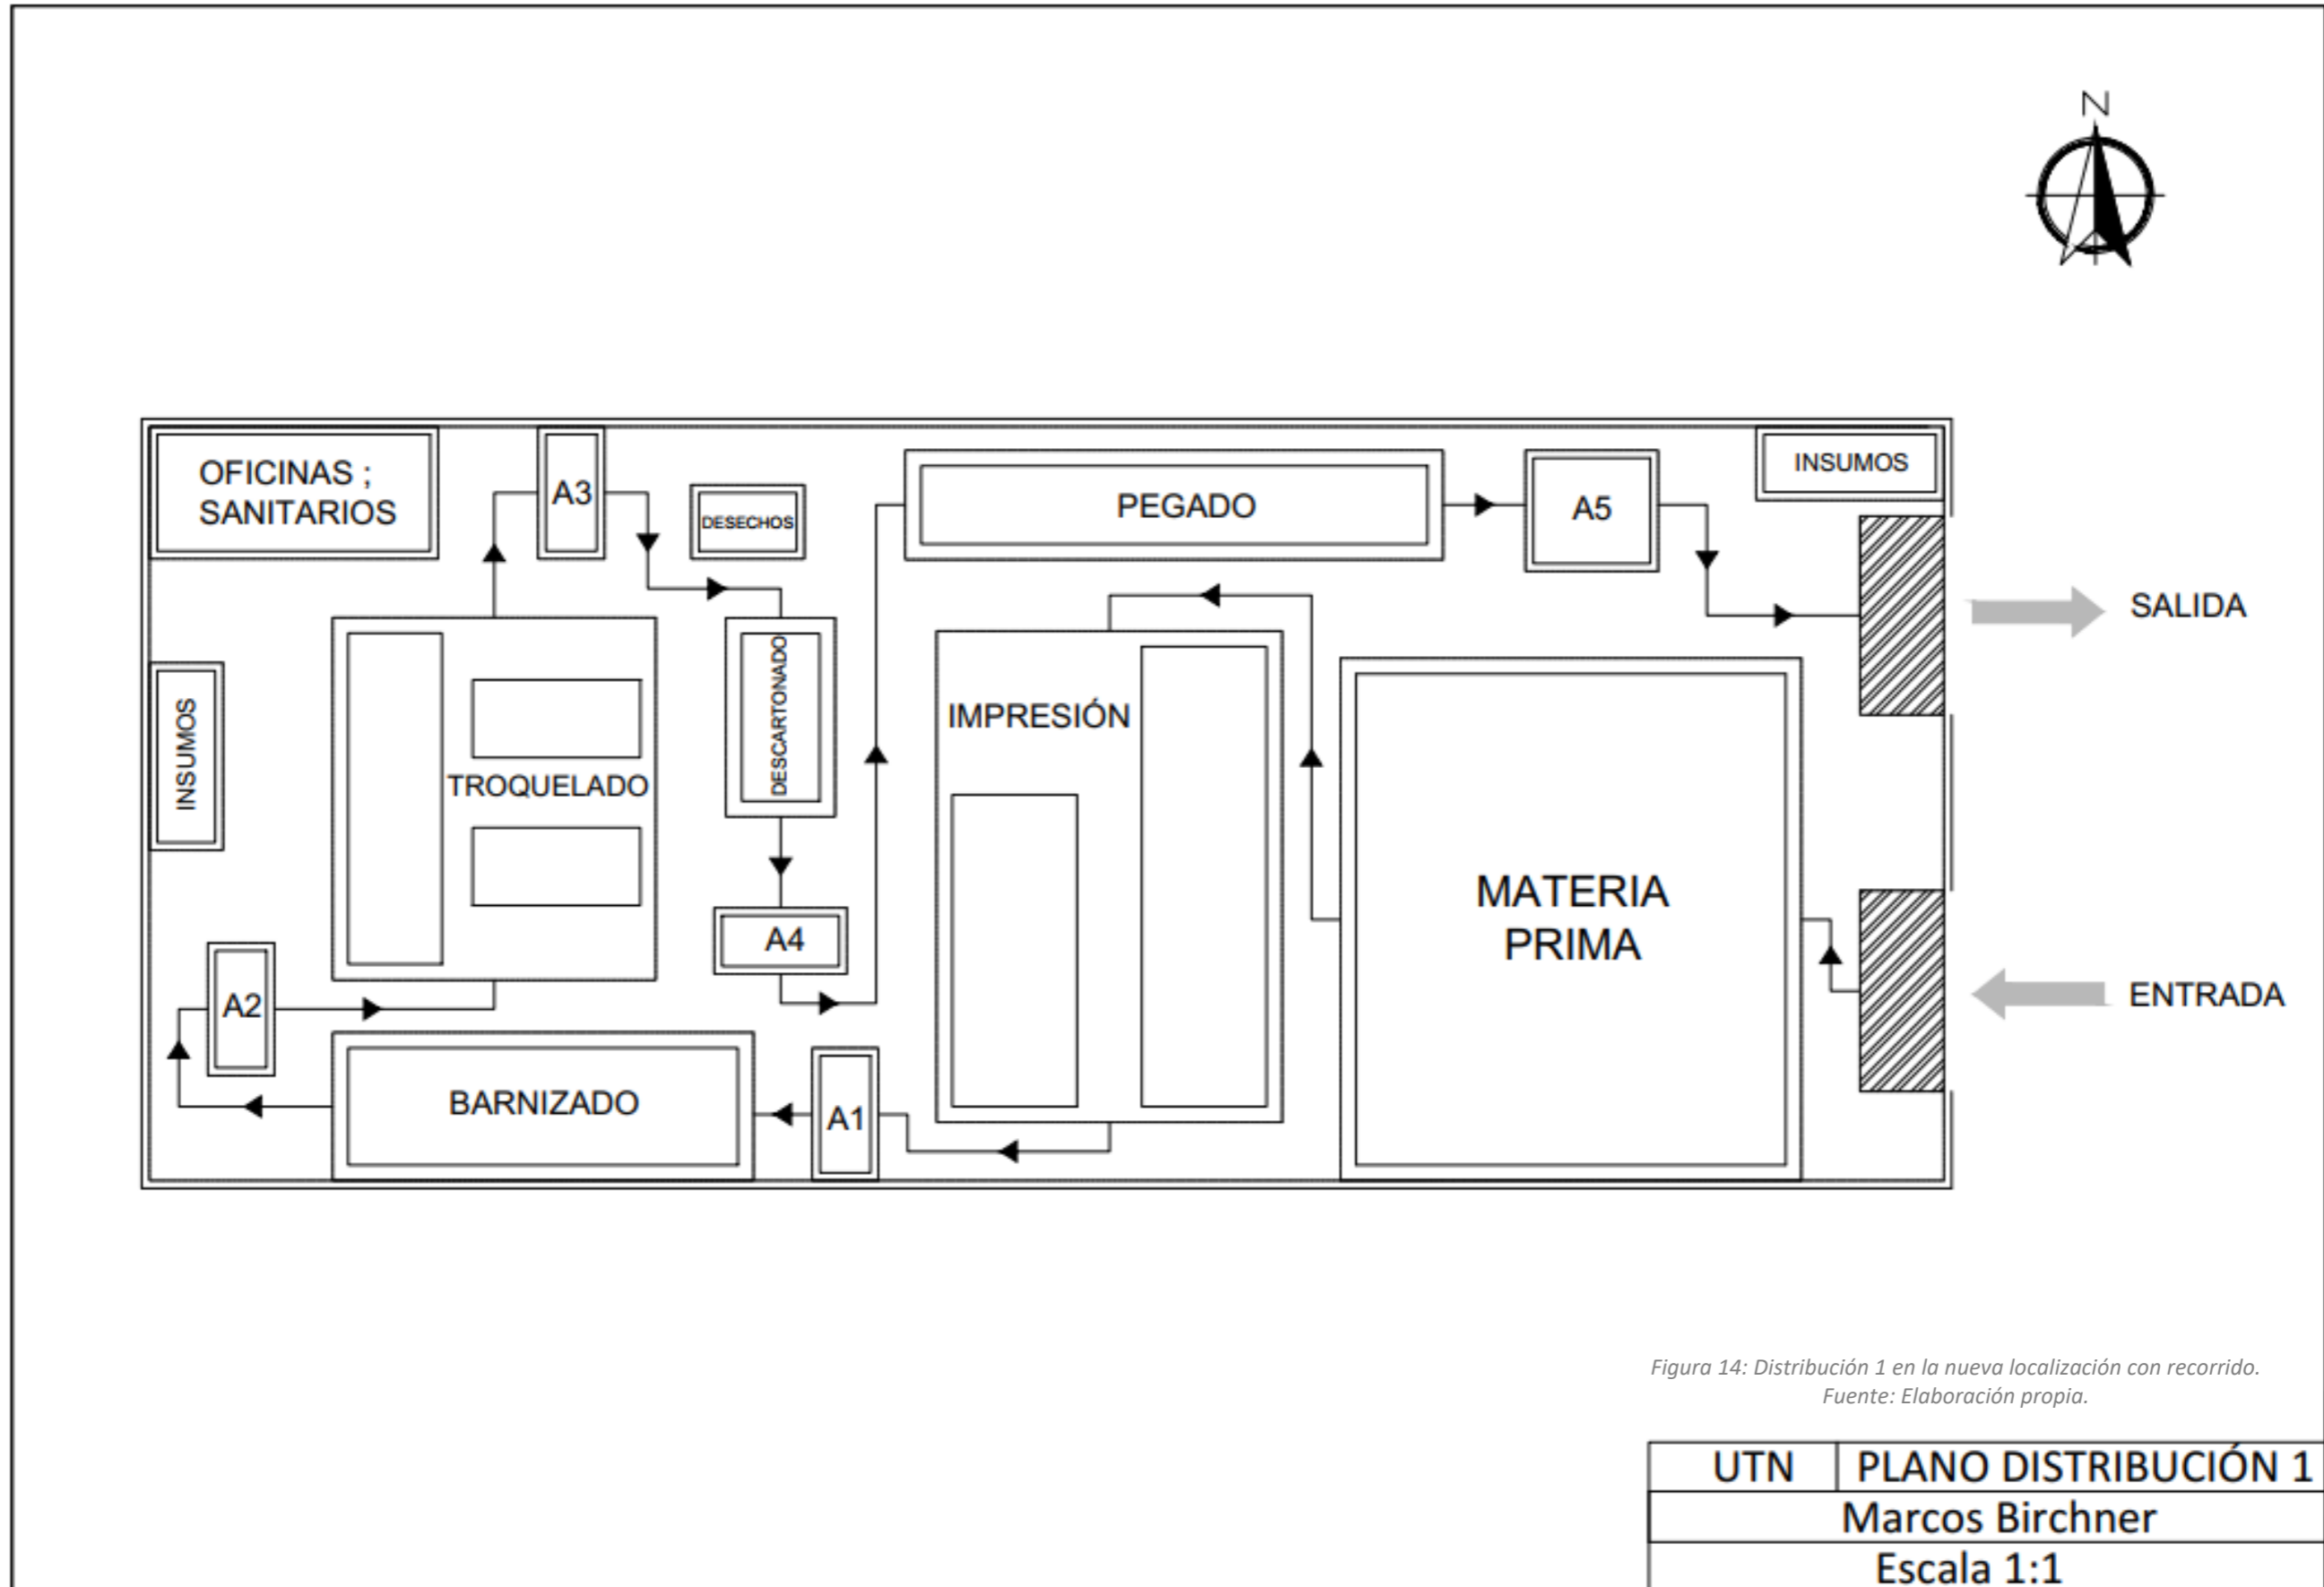 N
OFICINAS ;
SANITARIOS
A3
DESECHOS
PEGADO
A5
INSUMOS
SALIDA
DESCARTONADO
IMPRESIÓN
INSUMOS
TROQUELADO
MATERIA
PRIMA
A4
A2
ENTRADA
BARNIZADO
A1
Figura 14: Distribución 1 en la nueva localización con recorrido.
Fuente: Elaboración propia.
UTN PLANO DISTRIBUCIÓN 1
Marcos Birchner
Escala 1:1